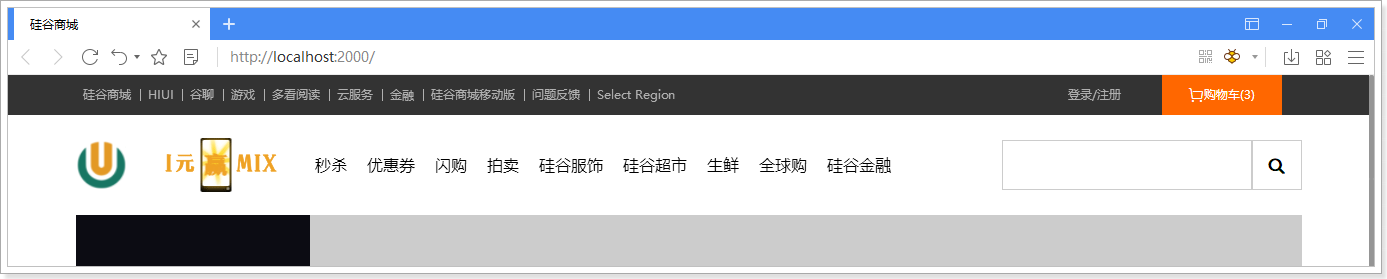 硅谷商城
http://localhost:2000/
硅谷商城 | HIUI | 谷聊 | 游戏 | 多看阅读 | 云服务 | 金融 | 硅谷商城移动版 | 问题反馈 | Select Region 登录/注册 购物车(3)
U 1元 赢 MIX 秒杀 优惠券 闪购 拍卖 硅谷服饰 硅谷超市 生鲜 全球购 硅谷金融